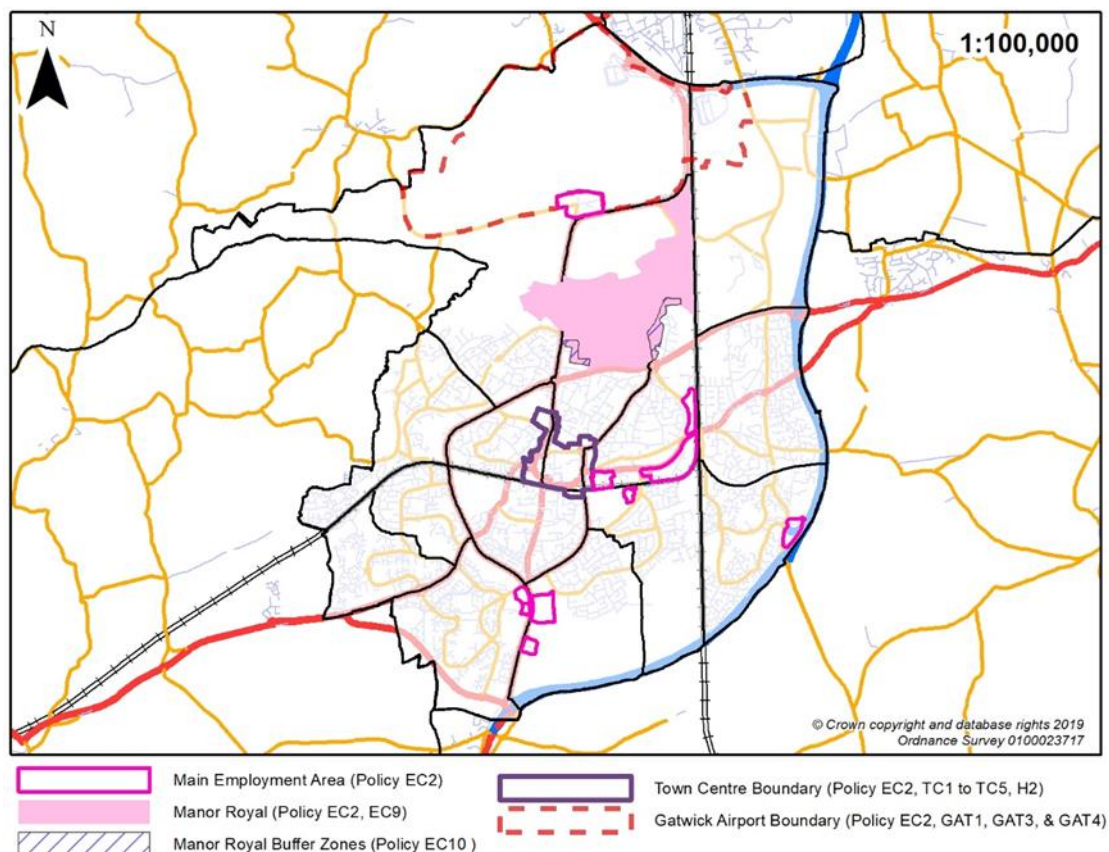 N
1:100,000
© Crown copyright and database rights 2019
Ordnance Survey 0100023717
Main Employment Area (Policy EC2)
Manor Royal (Policy EC2, EC9)
Manor Royal Buffer Zones (Policy EC10 )
Town Centre Boundary (Policy EC2, TC1 to TC5, H2)
Gatwick Airport Boundary (Policy EC2, GAT1, GAT3, & GAT4)